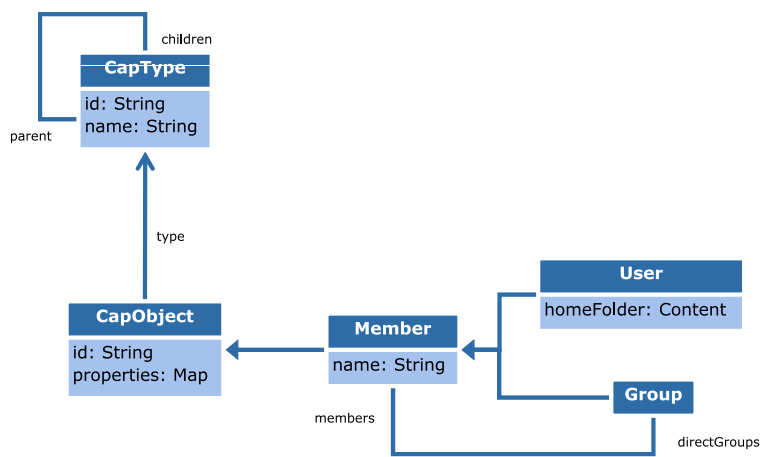 children
CapType
id: String
name: String
parent
type
User
homeFolder: Content
CapObject
id: String
properties: Map
Member
name: String
Group
members
directGroups